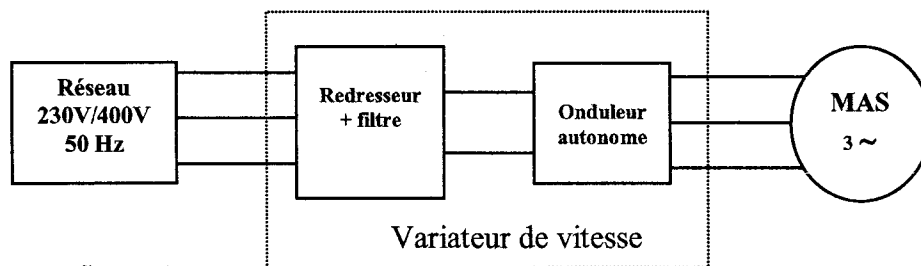 Réseau
230V/400V
50 Hz
Redresseur
+ filtre
Onduleur
autonome
MAS
3 ~
Variateur de vitesse